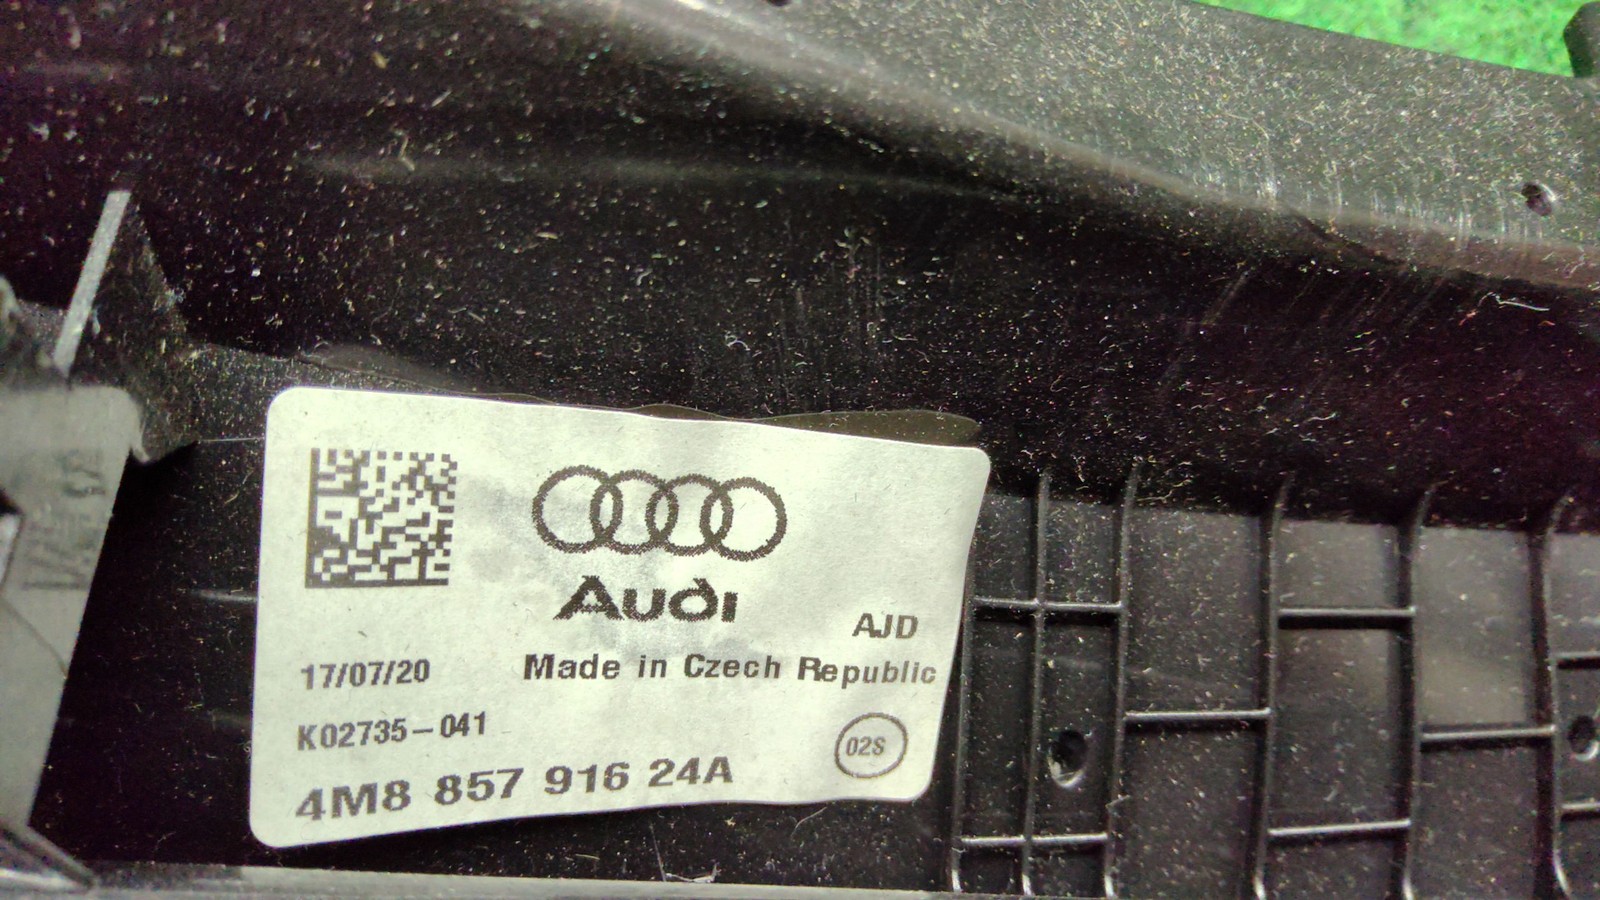 Audi
AJD
17/07/20 Made in Czech Republic
K02735-041
02S
4M8 857 916 24A